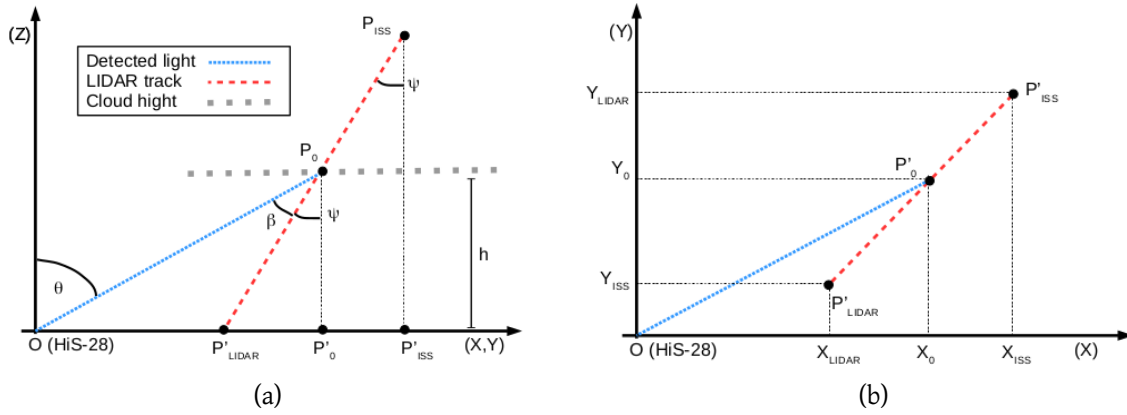 (Z)
P_ISS
Detected light
LIDAR track
Cloud hight
ψ
P_0
β
ψ
h
θ
O (HiS-28)
P'_LIDAR
P'_0
P'_ISS
(X,Y)
(a)
(Y)
Y_LIDAR
P'_ISS
Y_0
P'_0
Y_ISS
P'_LIDAR
O (HiS-28)
X_LIDAR
X_0
X_ISS
(X)
(b)